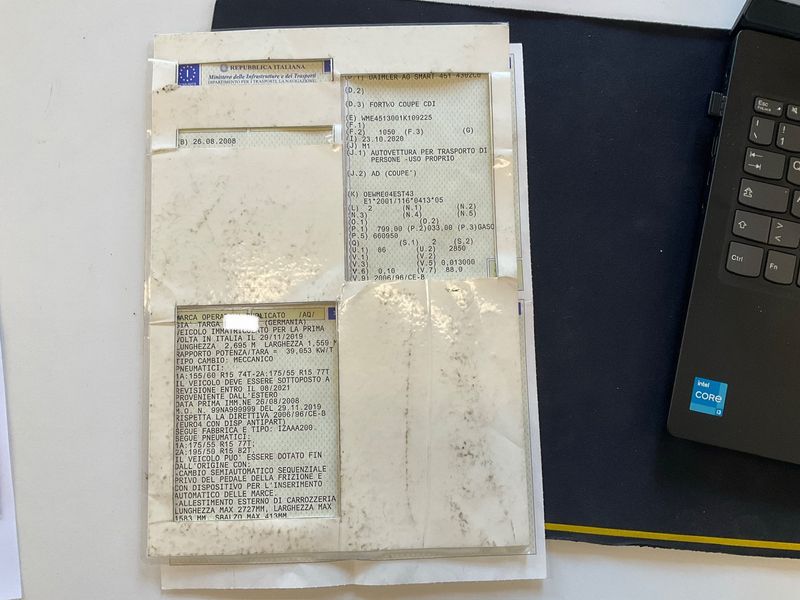 REPUBBLICA ITALIANA
Ministero delle Infrastrutture e dei Trasporti
DIPARTIMENTO PER I TRASPORTI, LA NAVIGAZIONE
I
(B) 26.08.2008
DAIMLER AG SMART 451
(D.2)
(D.3) FORTWO COUPE CDI
(E) WME4513001K109225
(F.1)
(F.2) 1050 (F.3) (G)
(I) 23.10.2020
(J) M1
(J.1) AUTOVETTURA PER TRASPORTO DI
PERSONE -USO PROPRIO
(J.2) AD (COUPE')
(K) OEWME04EST43
E1*2001/116*0413*05
(L) 2 (N.1) (N.2)
(N.3) (N.4) (N.5)
(O.1) (O.2)
(P.1) 799,00 (P.2)033,00 (P.3)GASO
(P.5) 660950
(Q) (S.1) 2 (S.2)
(U.1) 86 (U.2) 2850
(V.1) (V.2)
(V.3) (V.5) 0,013000
(V.6) 0,10 (V.7) 88,0
(V.9) 2006/96/CE-B
MARCA OPERA DUPLICATO /AQ/
GIA' TARGA (GERMANIA)
VEICOLO IMMATRICOLATO PER LA PRIMA
VOLTA IN ITALIA IL 29/11/2019
LUNGHEZZA 2,695 M LARGHEZZA 1,559 M
RAPPORTO POTENZA/TARA = 39,653 KW/T
TIPO CAMBIO: MECCANICO
PNEUMATICI:
1A:155/60 R15 74T-2A:175/55 R15 77T
IL VEICOLO DEVE ESSERE SOTTOPOSTO A
REVISIONE ENTRO IL 08/2021
PROVENIENTE DALL'ESTERO
DATA PRIMA IMM.NE 26/08/2008
M.O. N. 99NA999999 DEL 29.11.2019
RISPETTA LA DIRETTIVA 2006/96/CE-B
(EURO4 CON DISP ANTIPART)
SEGUE FABBRICA E TIPO: IZAAA200.
SEGUE PNEUMATICI:
1A:175/55 R15 77T.
2A:195/50 R15 82T
IL VEICOLO PUO' ESSERE DOTATO FIN
DALL'ORIGINE CON:
-CAMBIO SEMIAUTOMATICO SEQUENZIALE
PRIVO DEL PEDALE DELLA FRIZIONE E
CON DISPOSITIVO PER L'INSERIMENTO
AUTOMATICO DELLE MARCE.
-ALLESTIMENTO ESTERNO DI CARROZZERIA
LUNGHEZZA MAX 2727MM, LARGHEZZA MAX
1583 MM, SBALZO MAX 413MM.
Esc
FnLock
!
1
Ctrl
Fn
>
<
intel
CORE
i3